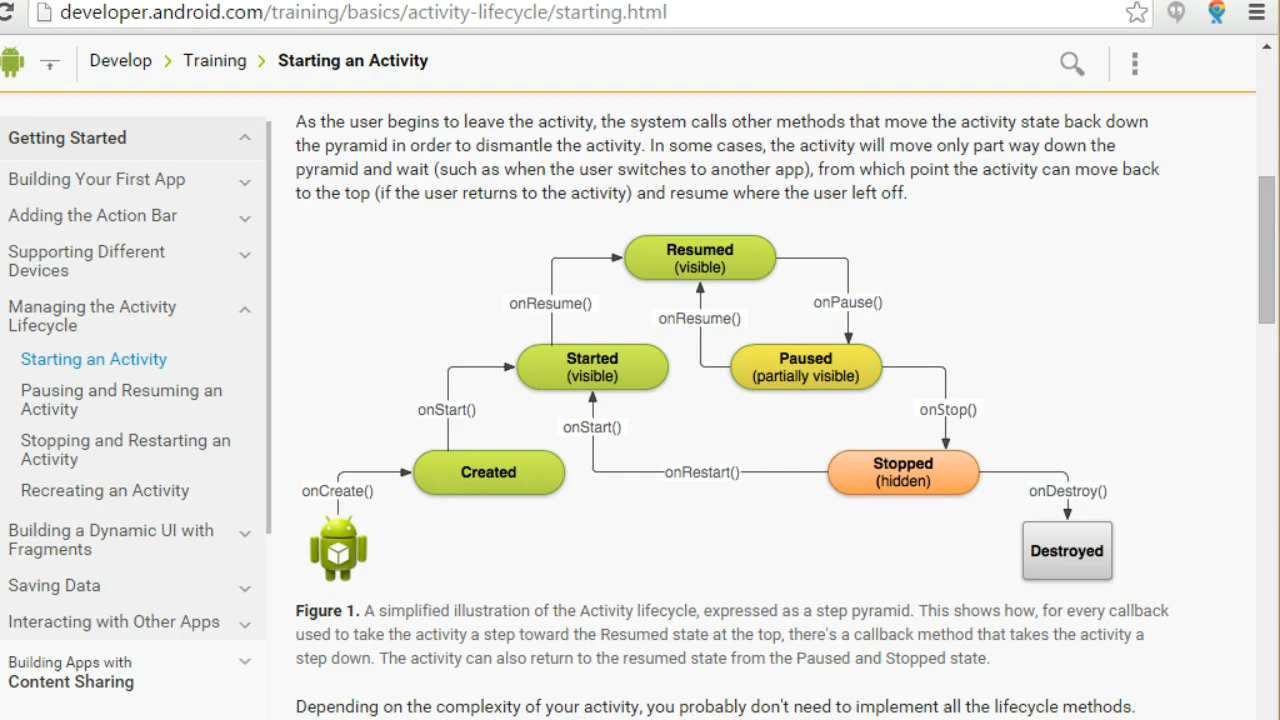 developer.android.com/training/basics/activity-lifecycle/starting.html
Develop > Training > Starting an Activity
Getting Started
Building Your First App
Adding the Action Bar
Supporting Different
Devices
Managing the Activity
Lifecycle
Starting an Activity
Pausing and Resuming an
Activity
Stopping and Restarting an
Activity
Recreating an Activity
Building a Dynamic UI with
Fragments
Saving Data
Interacting with Other Apps
Building Apps with
Content Sharing
As the user begins to leave the activity, the system calls other methods that move the activity state back down
the pyramid in order to dismantle the activity. In some cases, the activity will move only part way down the
pyramid and wait (such as when the user switches to another app), from which point the activity can move back
to the top (if the user returns to the activity) and resume where the user left off.
Resumed
(visible)
onResume()
onResume()
onPause()
Started
(visible)
Paused
(partially visible)
onStart()
onStart()
onStop()
Created
onRestart()
Stopped
(hidden)
onCreate()
onDestroy()
Destroyed
Figure 1. A simplified illustration of the Activity lifecycle, expressed as a step pyramid. This shows how, for every callback
used to take the activity a step toward the Resumed state at the top, there's a callback method that takes the activity a
step down. The activity can also return to the resumed state from the Paused and Stopped state.
Depending on the complexity of your activity, you probably don't need to implement all the lifecycle methods.